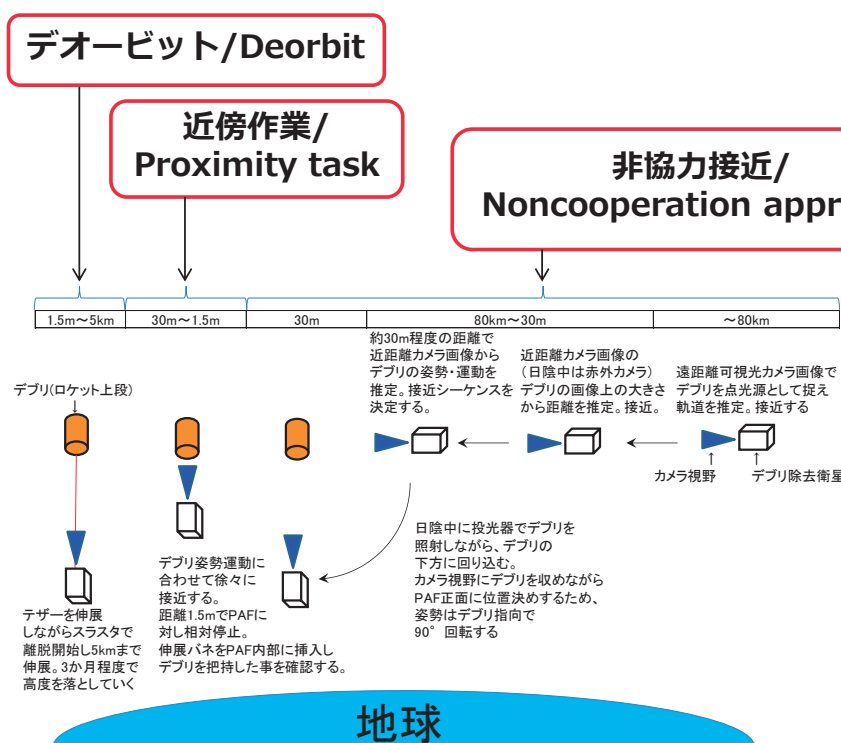 デオービット/Deorbit
近傍作業/
Proximity task
非協力接近/
Noncooperation appr
1.5m～5km
30m～1.5m
30m
80km～30m
～80km
デブリ(ロケット上段)
約30m程度の距離で
近距離カメラ画像から
デブリの姿勢・運動を
推定。接近シーケンスを
決定する。
近距離カメラ画像の
（日陰中は赤外カメラ）
デブリの画像上の大きさ
から距離を推定。接近。
遠距離可視光カメラ画像で
デブリを点光源として捉え
軌道を推定。接近する
カメラ視野
デブリ除去衛星
日陰中に投光器でデブリを
照射しながら、デブリの
下方に回り込む。
カメラ視野にデブリを収めながら
PAF正面に位置決めするため、
姿勢はデブリ指向で
90°回転する
デブリ姿勢運動に
合わせて徐々に
接近する。
距離1.5mでPAFに
対し相対停止。
伸展バネをPAF内部に挿入し
デブリを把持した事を確認する。
テザーを伸展
しながらスラスタで
離脱開始し5kmまで
伸展。3か月程度で
高度を落としていく
地球